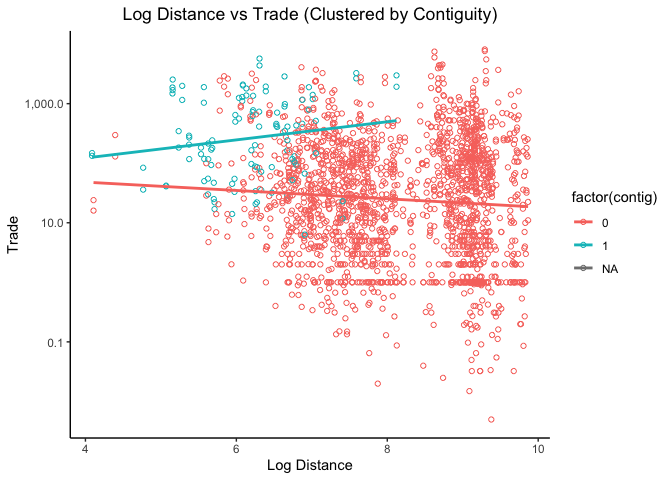 Log Distance vs Trade (Clustered by Contiguity)
1,000.0
10.0
0.1
Trade
4
6
8
10
Log Distance
factor(contig)
0
1
NA